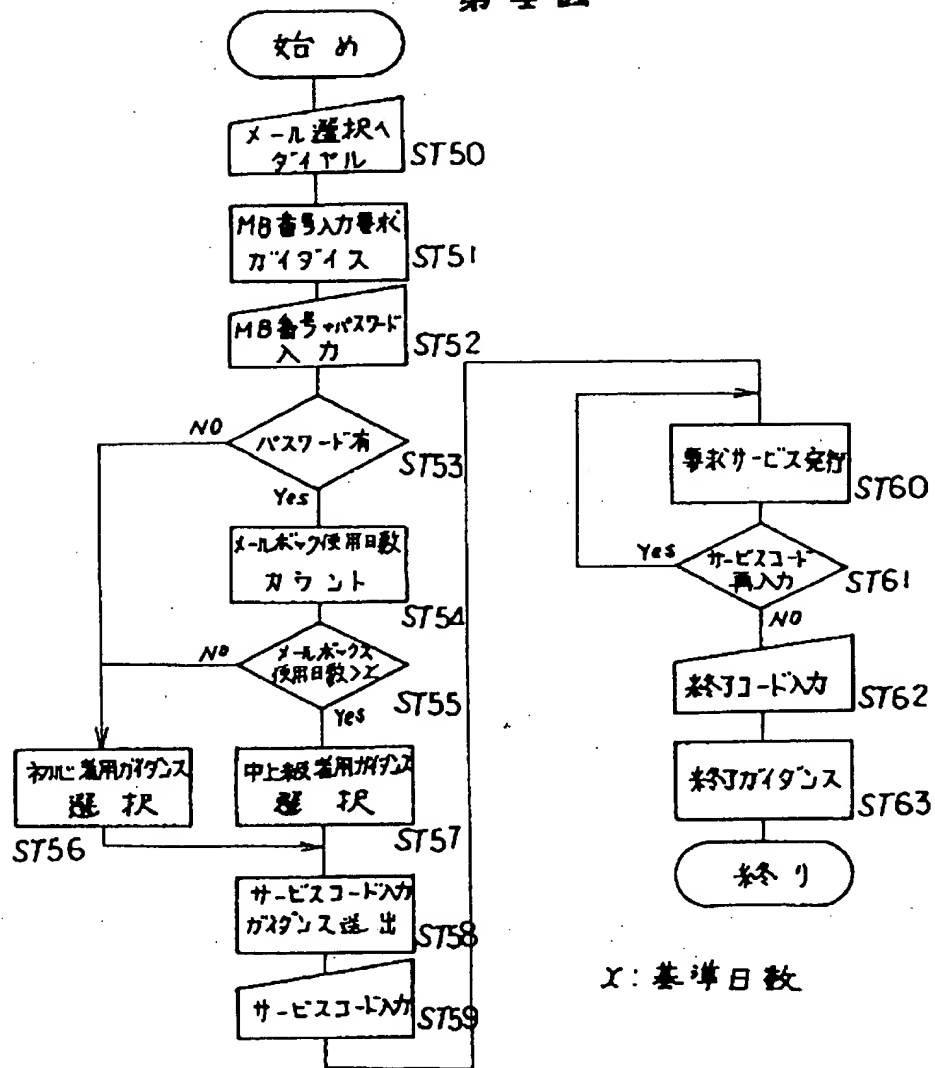 始め
メール選択へ
ダイヤル
ST50
MB番号入力要求
ガイダイス
ST51
MB番号+パスワード
入力
ST52
パスワード有
ST53
NO
Yes
メールボック使用日数
カウント
ST54
メールボックス
使用日数>x
ST55
NO
Yes
初心者用ガイダンス
選択
ST56
中上級者用ガイダンス
選択
ST57
サービスコード入力
ガイダンス送出
ST58
サービスコード入力
ST59
要求サービス実行
ST60
サービスコード
再入力
ST61
Yes
NO
終了コード入力
ST62
終了ガイダンス
ST63
終り
x:基準日数